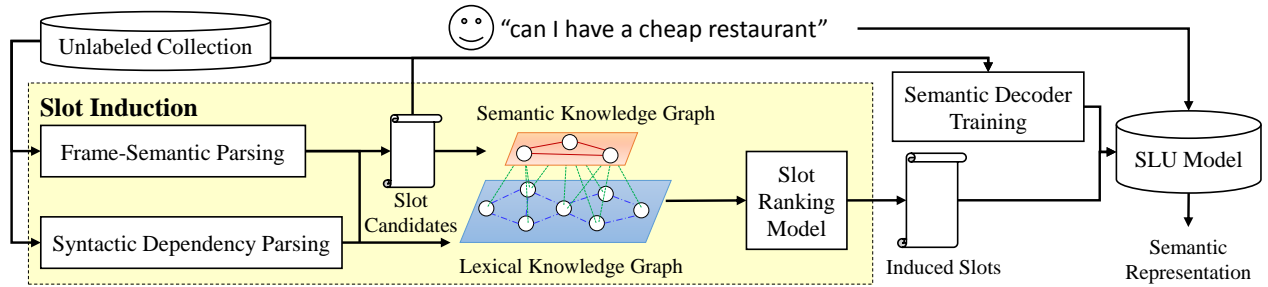 “can I have a cheap restaurant”
Unlabeled Collection
Slot Induction
Frame-Semantic Parsing
Syntactic Dependency Parsing
Slot
Candidates
Semantic Knowledge Graph
Lexical Knowledge Graph
Slot
Ranking
Model
Semantic Decoder
Training
Induced Slots
SLU Model
Semantic
Representation